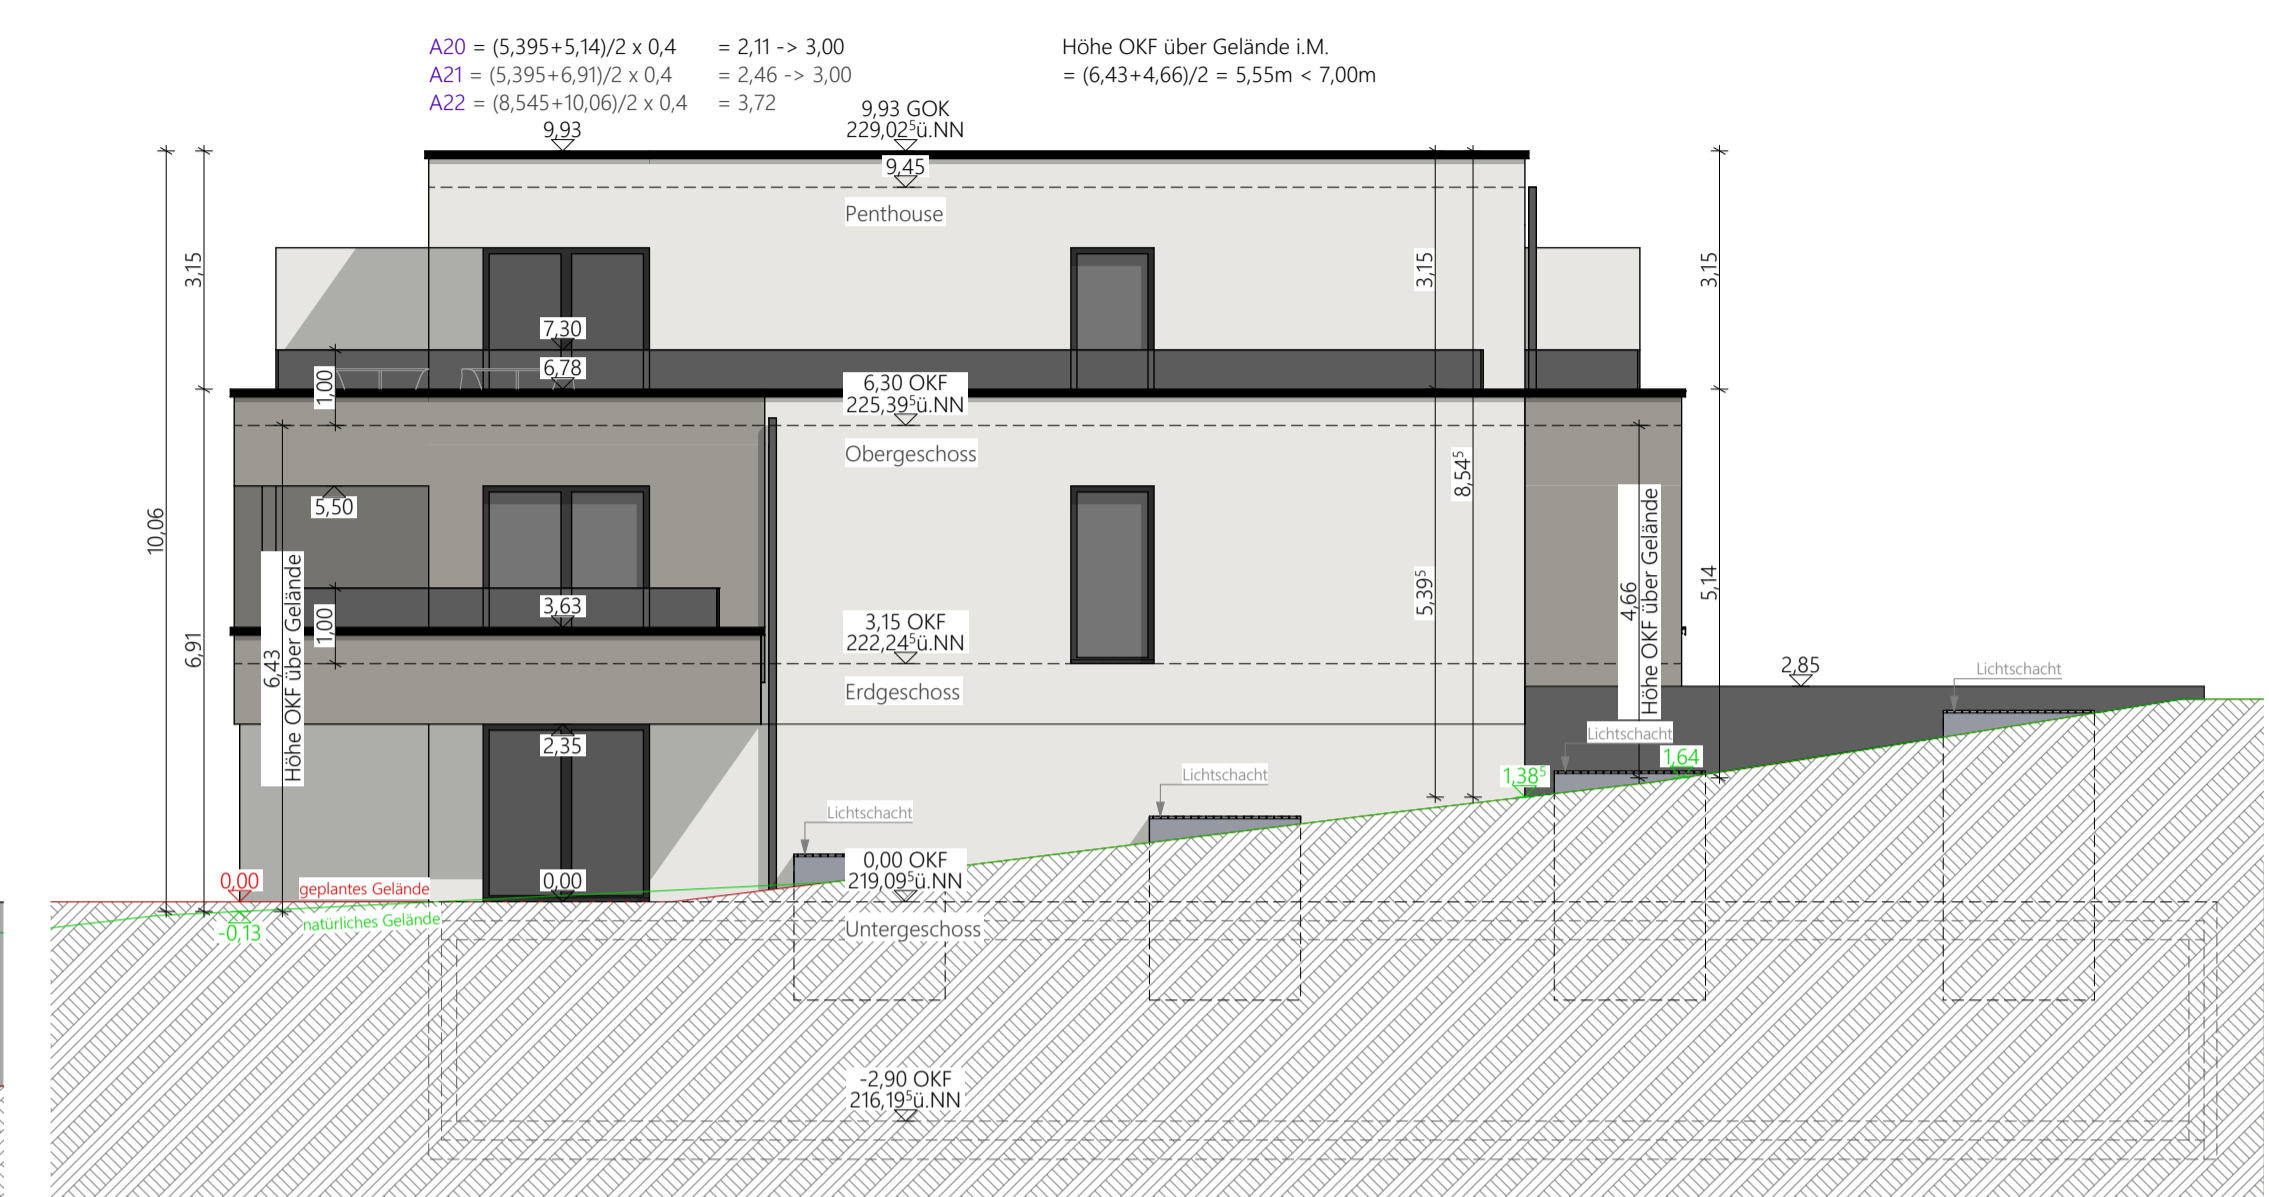 A20 = (5,395+5,14)/2 x 0,4 = 2,11 -> 3,00
A21 = (5,395+6,91)/2 x 0,4 = 2,46 -> 3,00
A22 = (8,545+10,06)/2 x 0,4 = 3,72
Höhe OKF über Gelände i.M.
= (6,43+4,66)/2 = 5,55m < 7,00m
9,93
9,93 GOK
229,02⁵ü.NN
9,45
Penthouse
3,15
3,15
3,15
7,30
6,78
1,00
6,30 OKF
225,39⁵ü.NN
Obergeschoss
8,54⁵
5,50
10,06
6,91
6,43
Höhe OKF über Gelände
1,00
3,63
3,15 OKF
222,24⁵ü.NN
Erdgeschoss
5,39⁵
4,66
Höhe OKF über Gelände
5,14
2,85
Lichtschacht
Lichtschacht
2,35
1,64
1,38⁵
Lichtschacht
Lichtschacht
0,00
geplantes Gelände
0,00
0,00 OKF
219,09⁵ü.NN
-0,13
natürliches Gelände
Untergeschoss
-2,90 OKF
216,19⁵ü.NN